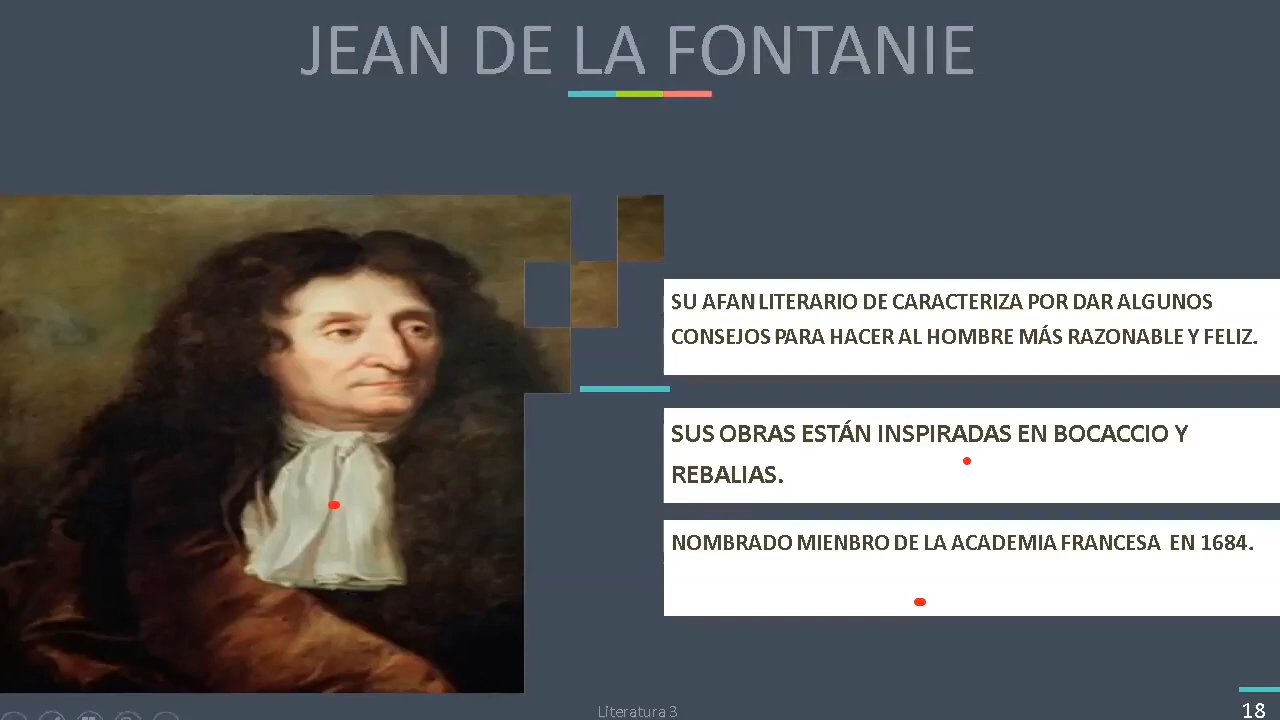 JEAN DE LA FONTANIE
SU AFAN LITERARIO DE CARACTERIZA POR DAR ALGUNOS
CONSEJOS PARA HACER AL HOMBRE MÁS RAZONABLE Y FELIZ.
SUS OBRAS ESTÁN INSPIRADAS EN BOCACCIO Y
REBALIAS.
NOMBRADO MIENBRO DE LA ACADEMIA FRANCESA EN 1684.
Literatura 3
18